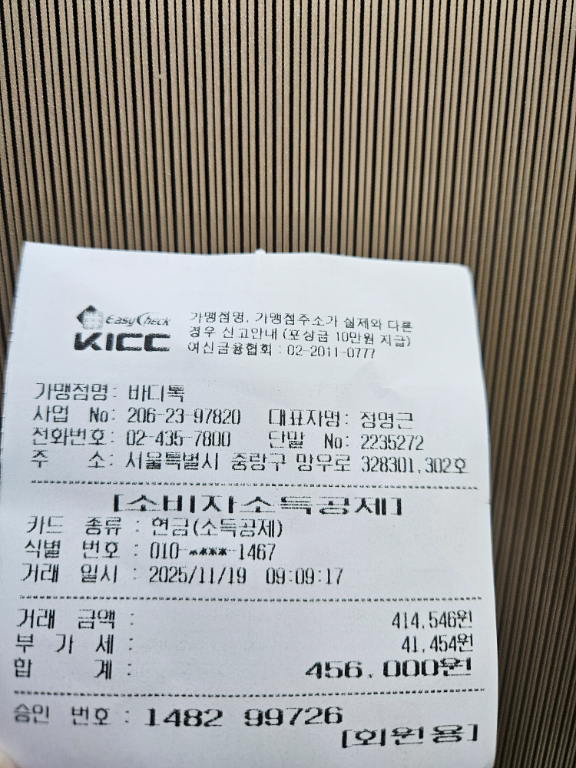 EasyCheck
KICC
가맹점명, 가맹점주소가 실제와 다른
경우 신고안내 (포상금 10만원 지급)
여신금융협회 : 02-2011-0777
가맹점명: 바디톡
사업 No: 206-23-97820 대표자명: 정명근
전화번호: 02-435-7800 단말 No: 2235272
주 소: 서울특별시 중랑구 망우로 328301,302호
[소비자소득공제]
카드 종류 : 현금(소득공제)
식별 번호 : 010-****-1467
거래 일시 : 2025/11/19 09:09:17
거래 금액 : 414,546원
부 가 세 : 41,454원
합 계 : 456,000원
승인 번호 : 1482 99726
[회원용]